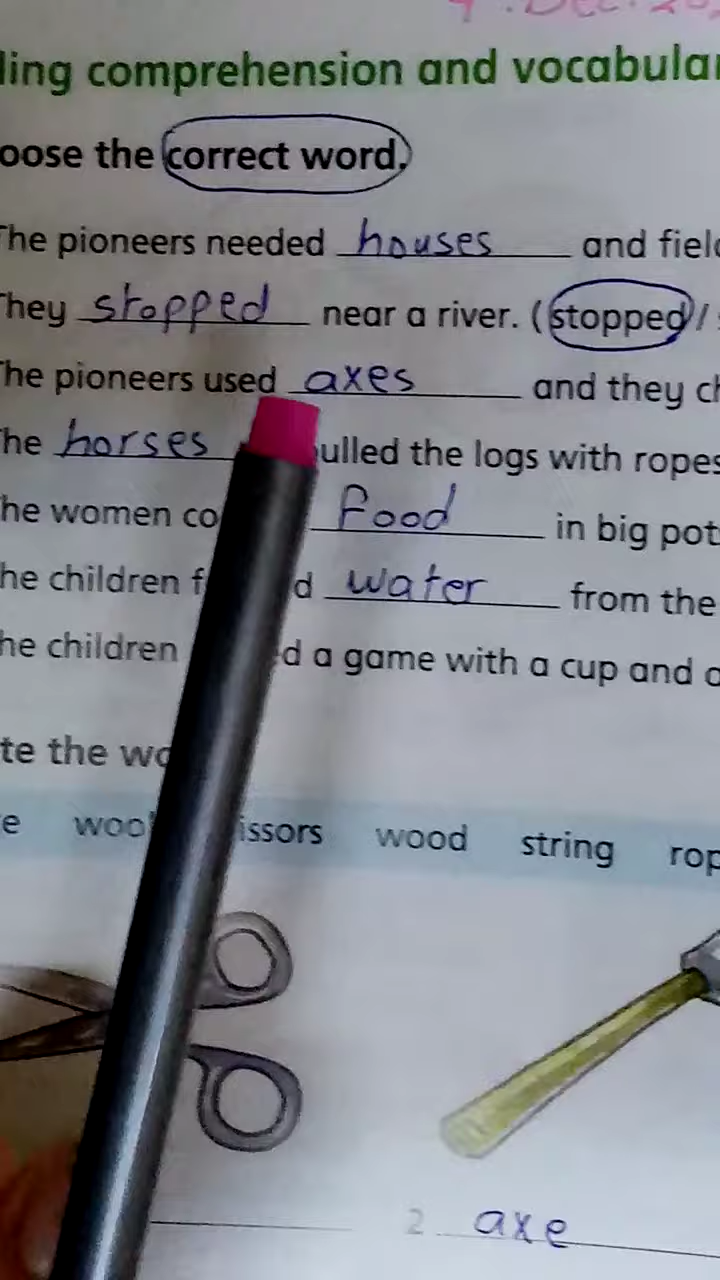 ling comprehension and vocabular
oose the correct word.
The pioneers needed houses and field
They stopped near a river. (stopped /
The pioneers used axes and they ch
he horses ulled the logs with ropes
he women co food in big pot
he children f d water from the
he children d a game with a cup and
te the wo
e wool issors wood string rop
2 axe